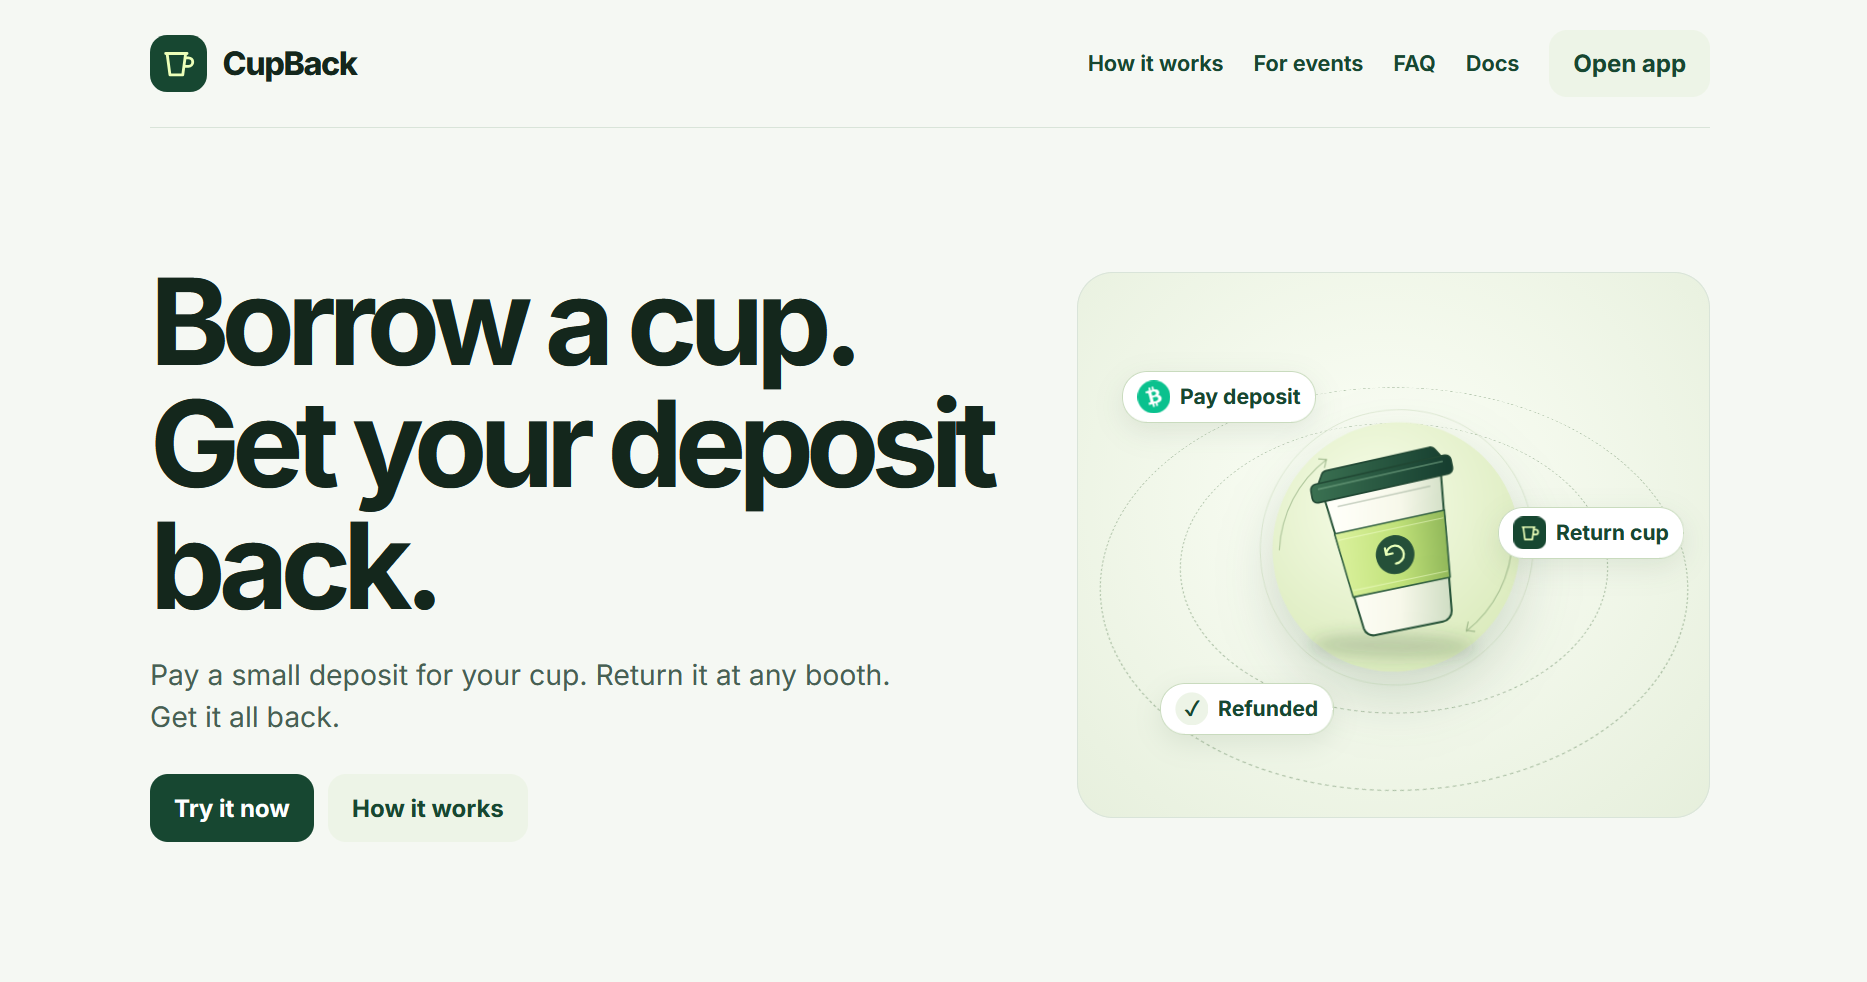 CupBack
How it works
For events
FAQ
Docs
Open app
Borrow a cup.
Get your deposit
back.
Pay a small deposit for your cup. Return it at any booth.
Get it all back.
Try it now
How it works
Pay deposit
Return cup
Refunded